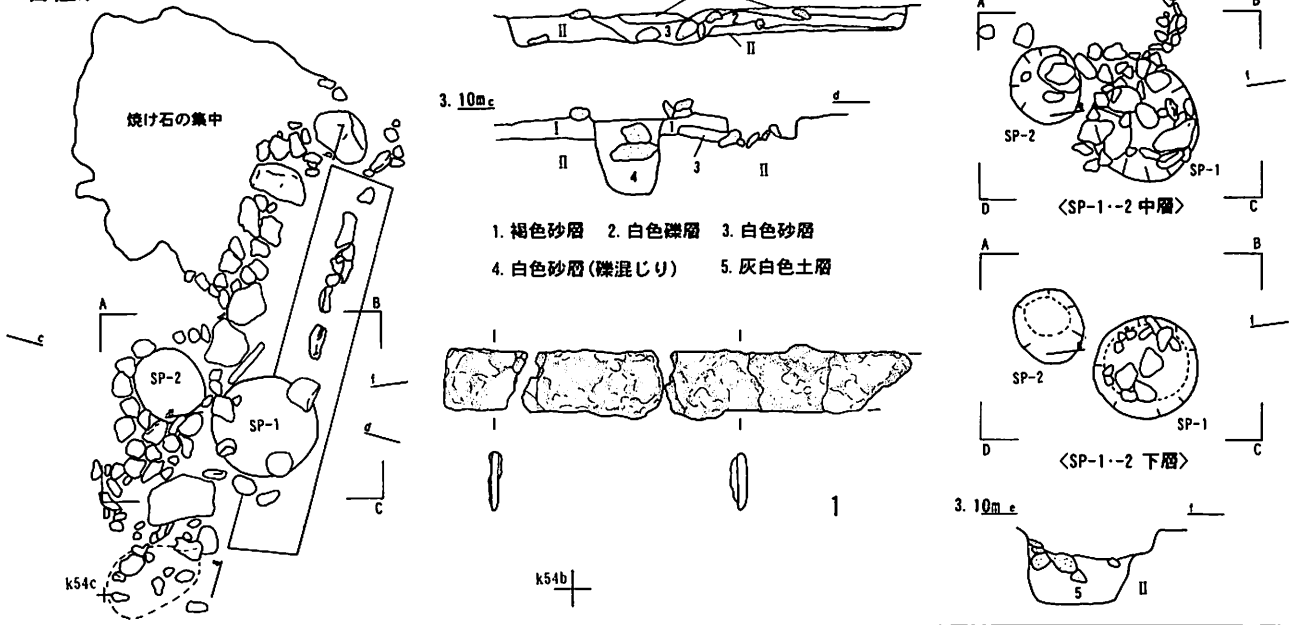 焼け石の集中
SP-2
SP-1
A
B
C
c
f
d
k54c
II
3
2
II
3. 10m c
d
I
1
II
4
3
II
1. 褐色砂層 2. 白色礫層 3. 白色砂層
4. 白色砂層(礫混じり) 5. 灰白色土層
1
k54b
A
B
f
SP-2
SP-1
D
C
〈SP-1・-2 中層〉
A
B
f
SP-2
SP-1
D
C
〈SP-1・-2 下層〉
3. 10m e
f
5
II